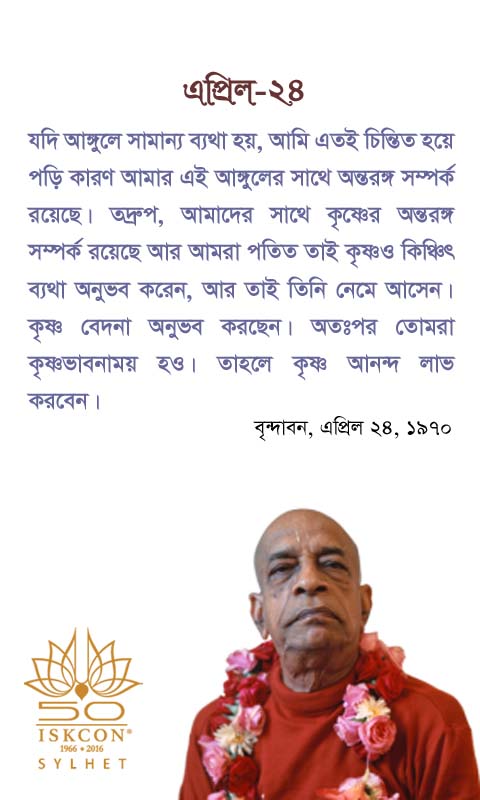 এপ্রিল-২৪
যদি আঙ্গুলে সামান্য ব্যথা হয়, আমি এতই চিন্তিত হয়ে
পড়ি কারণ আমার এই আঙ্গুলের সাথে অন্তরঙ্গ সম্পর্ক
রয়েছে। তদ্রুপ, আমাদের সাথে কৃষ্ণের অন্তরঙ্গ
সম্পর্ক রয়েছে আর আমরা পতিত তাই কৃষ্ণও কিঞ্চিৎ
ব্যথা অনুভব করেন, আর তাই তিনি নেমে আসেন।
কৃষ্ণ বেদনা অনুভব করছেন। অতঃপর তোমরা
কৃষ্ণভাবনাময় হও। তাহলে কৃষ্ণ আনন্দ লাভ
করবেন।
বৃন্দাবন, এপ্রিল ২৪, ১৯৭০
50
ISKCON®
1966 • 2016
SYLHET